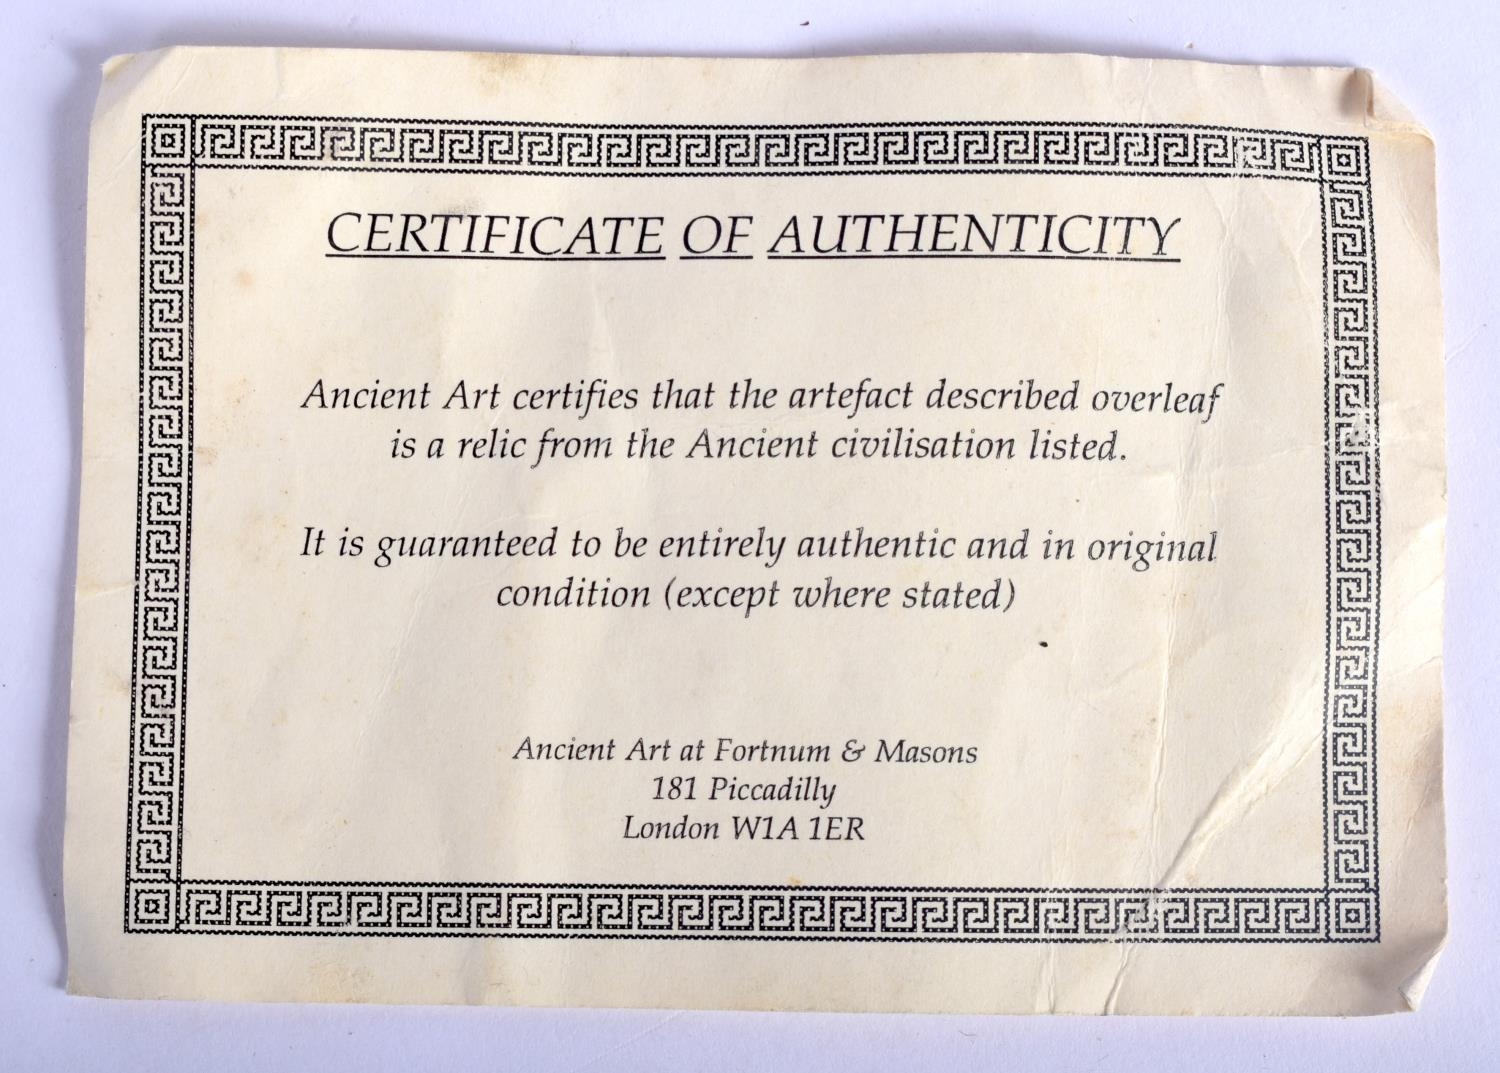 CERTIFICATE OF AUTHENTICITY
Ancient Art certifies that the artefact described overleaf
is a relic from the Ancient civilisation listed.
It is guaranteed to be entirely authentic and in original
condition (except where stated)
Ancient Art at Fortnum & Masons
181 Piccadilly
London W1A 1ER